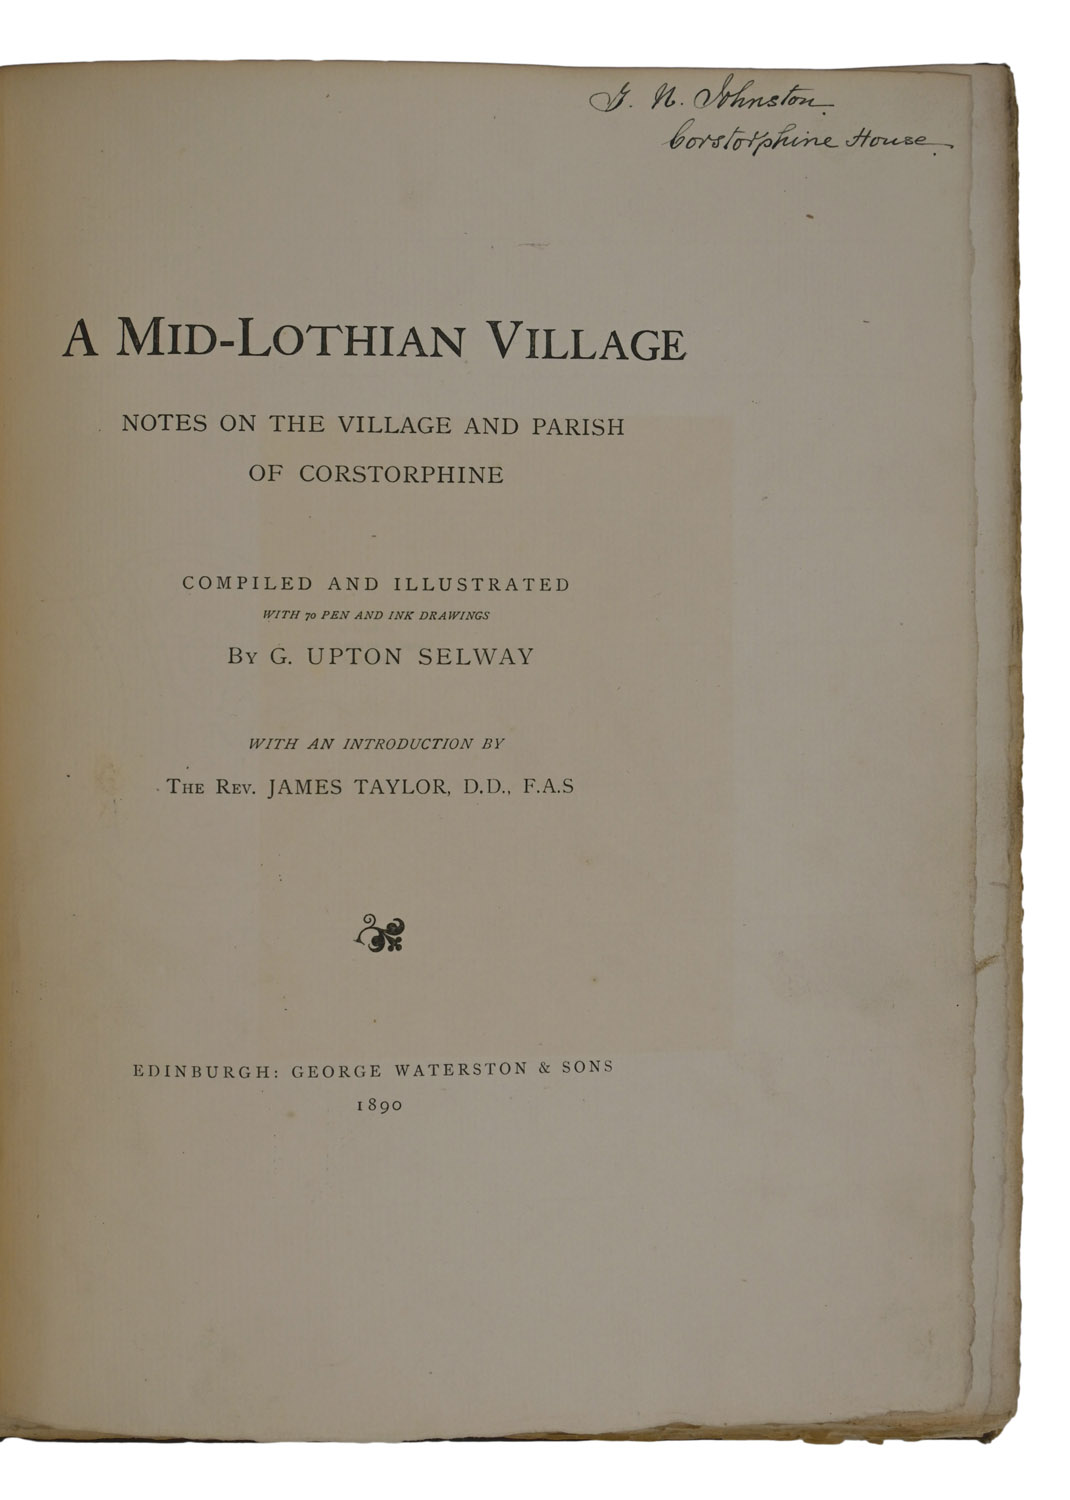 G. N. Johnston.
Corstorphine House.
A MID-LOTHIAN VILLAGE
NOTES ON THE VILLAGE AND PARISH
OF CORSTORPHINE
COMPILED AND ILLUSTRATED
WITH 70 PEN AND INK DRAWINGS
BY G. UPTON SELWAY
WITH AN INTRODUCTION BY
THE REV. JAMES TAYLOR, D.D., F.A.S
EDINBURGH: GEORGE WATERSTON & SONS
1890